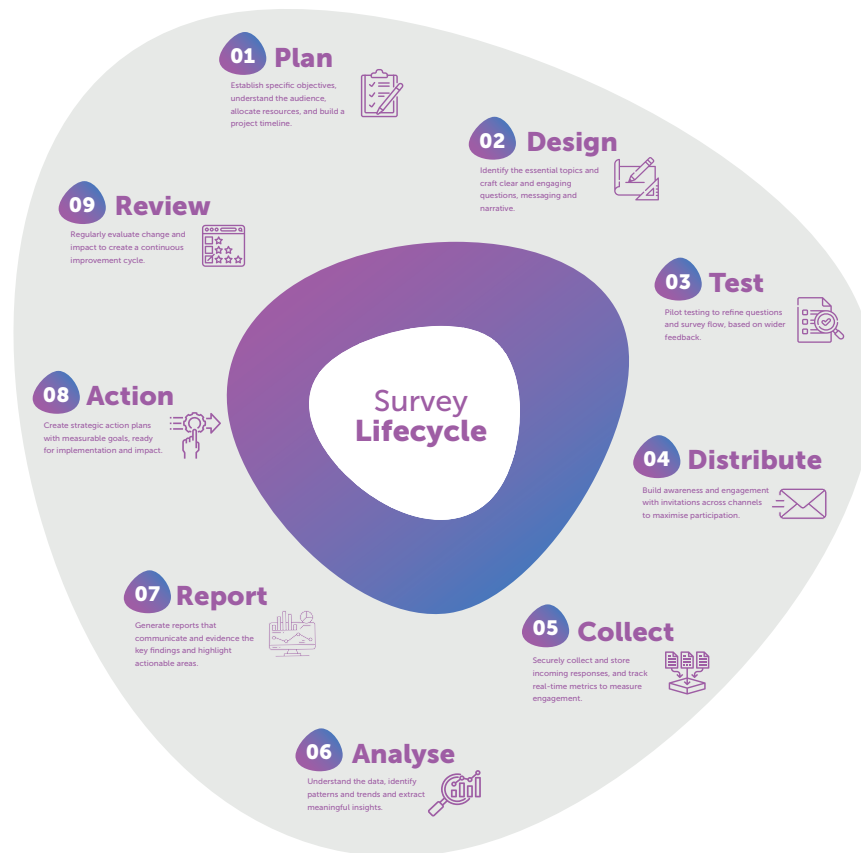 01 Plan
Establish specific objectives,
understand the audience,
allocate resources, and build a
project timeline.
02 Design
Identify the essential topics and
craft clear and engaging
questions, messaging and
narrative.
03 Test
Pilot testing to refine questions
and survey flow, based on wider
feedback.
04 Distribute
Build awareness and engagement
with invitations across channels
to maximise participation.
05 Collect
Securely collect and store
incoming responses, and track
real-time metrics to measure
engagement.
06 Analyse
Understand the data, identify
patterns and trends and extract
meaningful insights.
07 Report
Generate reports that
communicate and evidence the
key findings and highlight
actionable areas.
08 Action
Create strategic action plans
with measurable goals, ready
for implementation and impact.
09 Review
Regularly evaluate change and
impact to create a continuous
improvement cycle.
Survey
Lifecycle